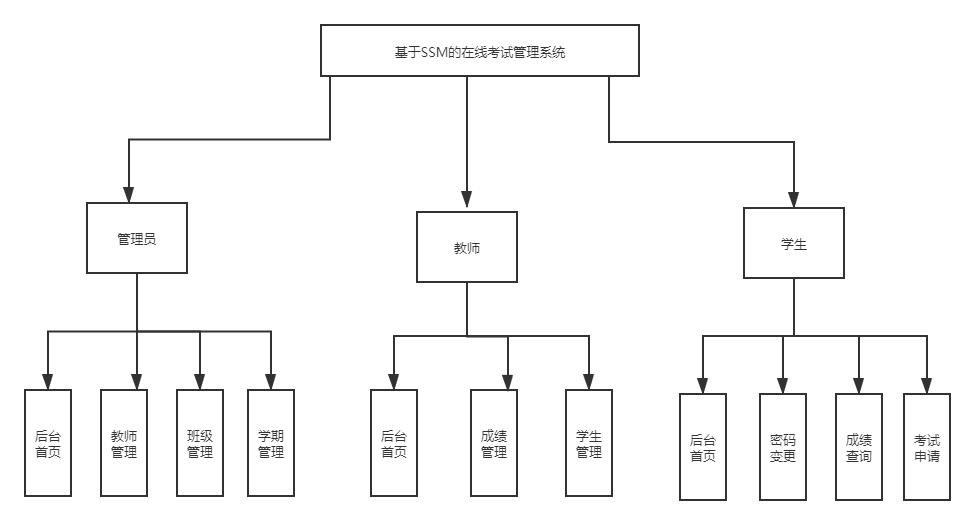 基于SSM的在线考试管理系统
管理员
教师
学生
后台
首页
教师
管理
班级
管理
学期
管理
后台
首页
成绩
管理
学生
管理
后台
首页
密码
变更
成绩
查询
考试
申请